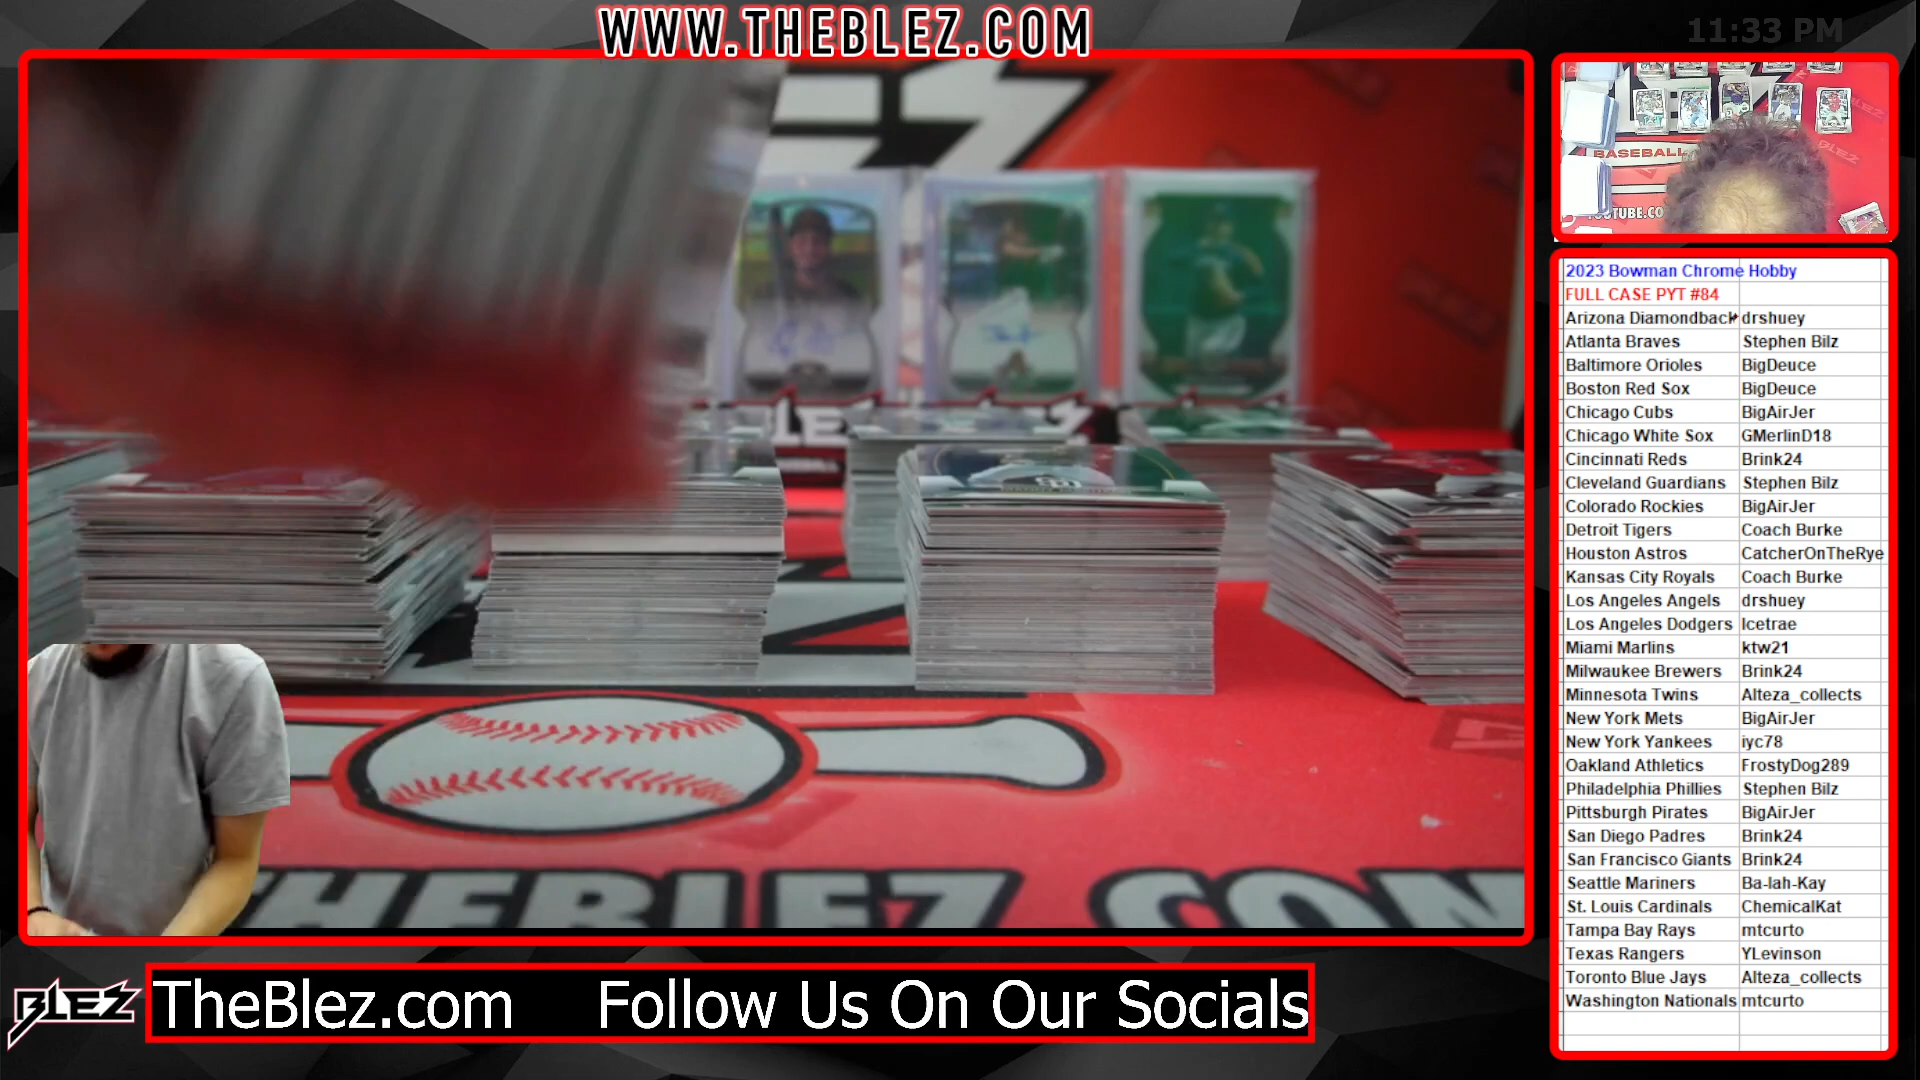 WWW.THEBLEZ.COM
11:33 PM
BASEBALL
BLEZ
YOUTUBE.CO
THEBLEZ.COM
2023 Bowman Chrome Hobby
FULL CASE PYT #84
Arizona Diamondback drshuey
Atlanta Braves Stephen Bilz
Baltimore Orioles BigDeuce
Boston Red Sox BigDeuce
Chicago Cubs BigAirJer
Chicago White Sox GMerlinD18
Cincinnati Reds Brink24
Cleveland Guardians Stephen Bilz
Colorado Rockies BigAirJer
Detroit Tigers Coach Burke
Houston Astros CatcherOnTheRye
Kansas City Royals Coach Burke
Los Angeles Angels drshuey
Los Angeles Dodgers Icetrae
Miami Marlins ktw21
Milwaukee Brewers Brink24
Minnesota Twins Alteza_collects
New York Mets BigAirJer
New York Yankees iyc78
Oakland Athletics FrostyDog289
Philadelphia Phillies Stephen Bilz
Pittsburgh Pirates BigAirJer
San Diego Padres Brink24
San Francisco Giants Brink24
Seattle Mariners Ba-lah-Kay
St. Louis Cardinals ChemicalKat
Tampa Bay Rays mtcurto
Texas Rangers YLevinson
Toronto Blue Jays Alteza_collects
Washington Nationals mtcurto
BLEZ
TheBlez.com Follow Us On Our Socials